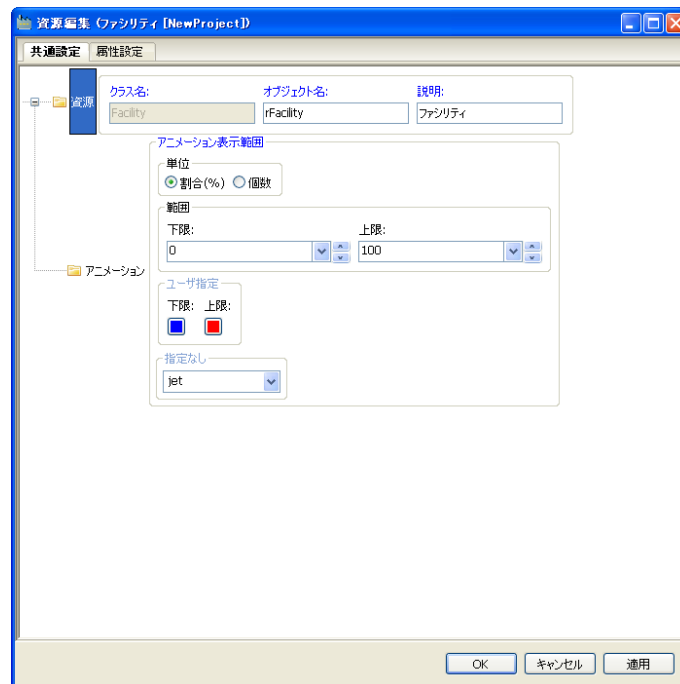 資源編集 (ファシリティ [NewProject])
共通設定 属性設定
資源
クラス名: オブジェクト名: 説明:
Facility rFacility ファシリティ
アニメーション表示範囲
単位
割合(%) 個数
範囲
下限: 上限:
0 100
アニメーション
ユーザ指定
下限: 上限:
指定なし
jet
OK キャンセル 適用